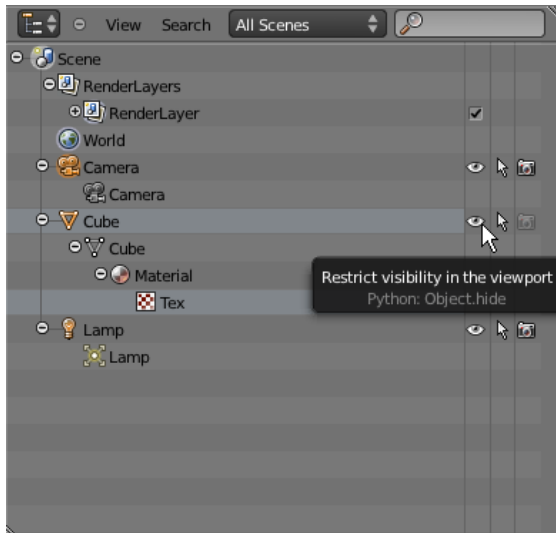 View Search All Scenes
Scene
RenderLayers
RenderLayer
World
Camera
Camera
Cube
Cube
Material
Restrict visibility in the viewport
Python: Object.hide
Tex
Lamp
Lamp